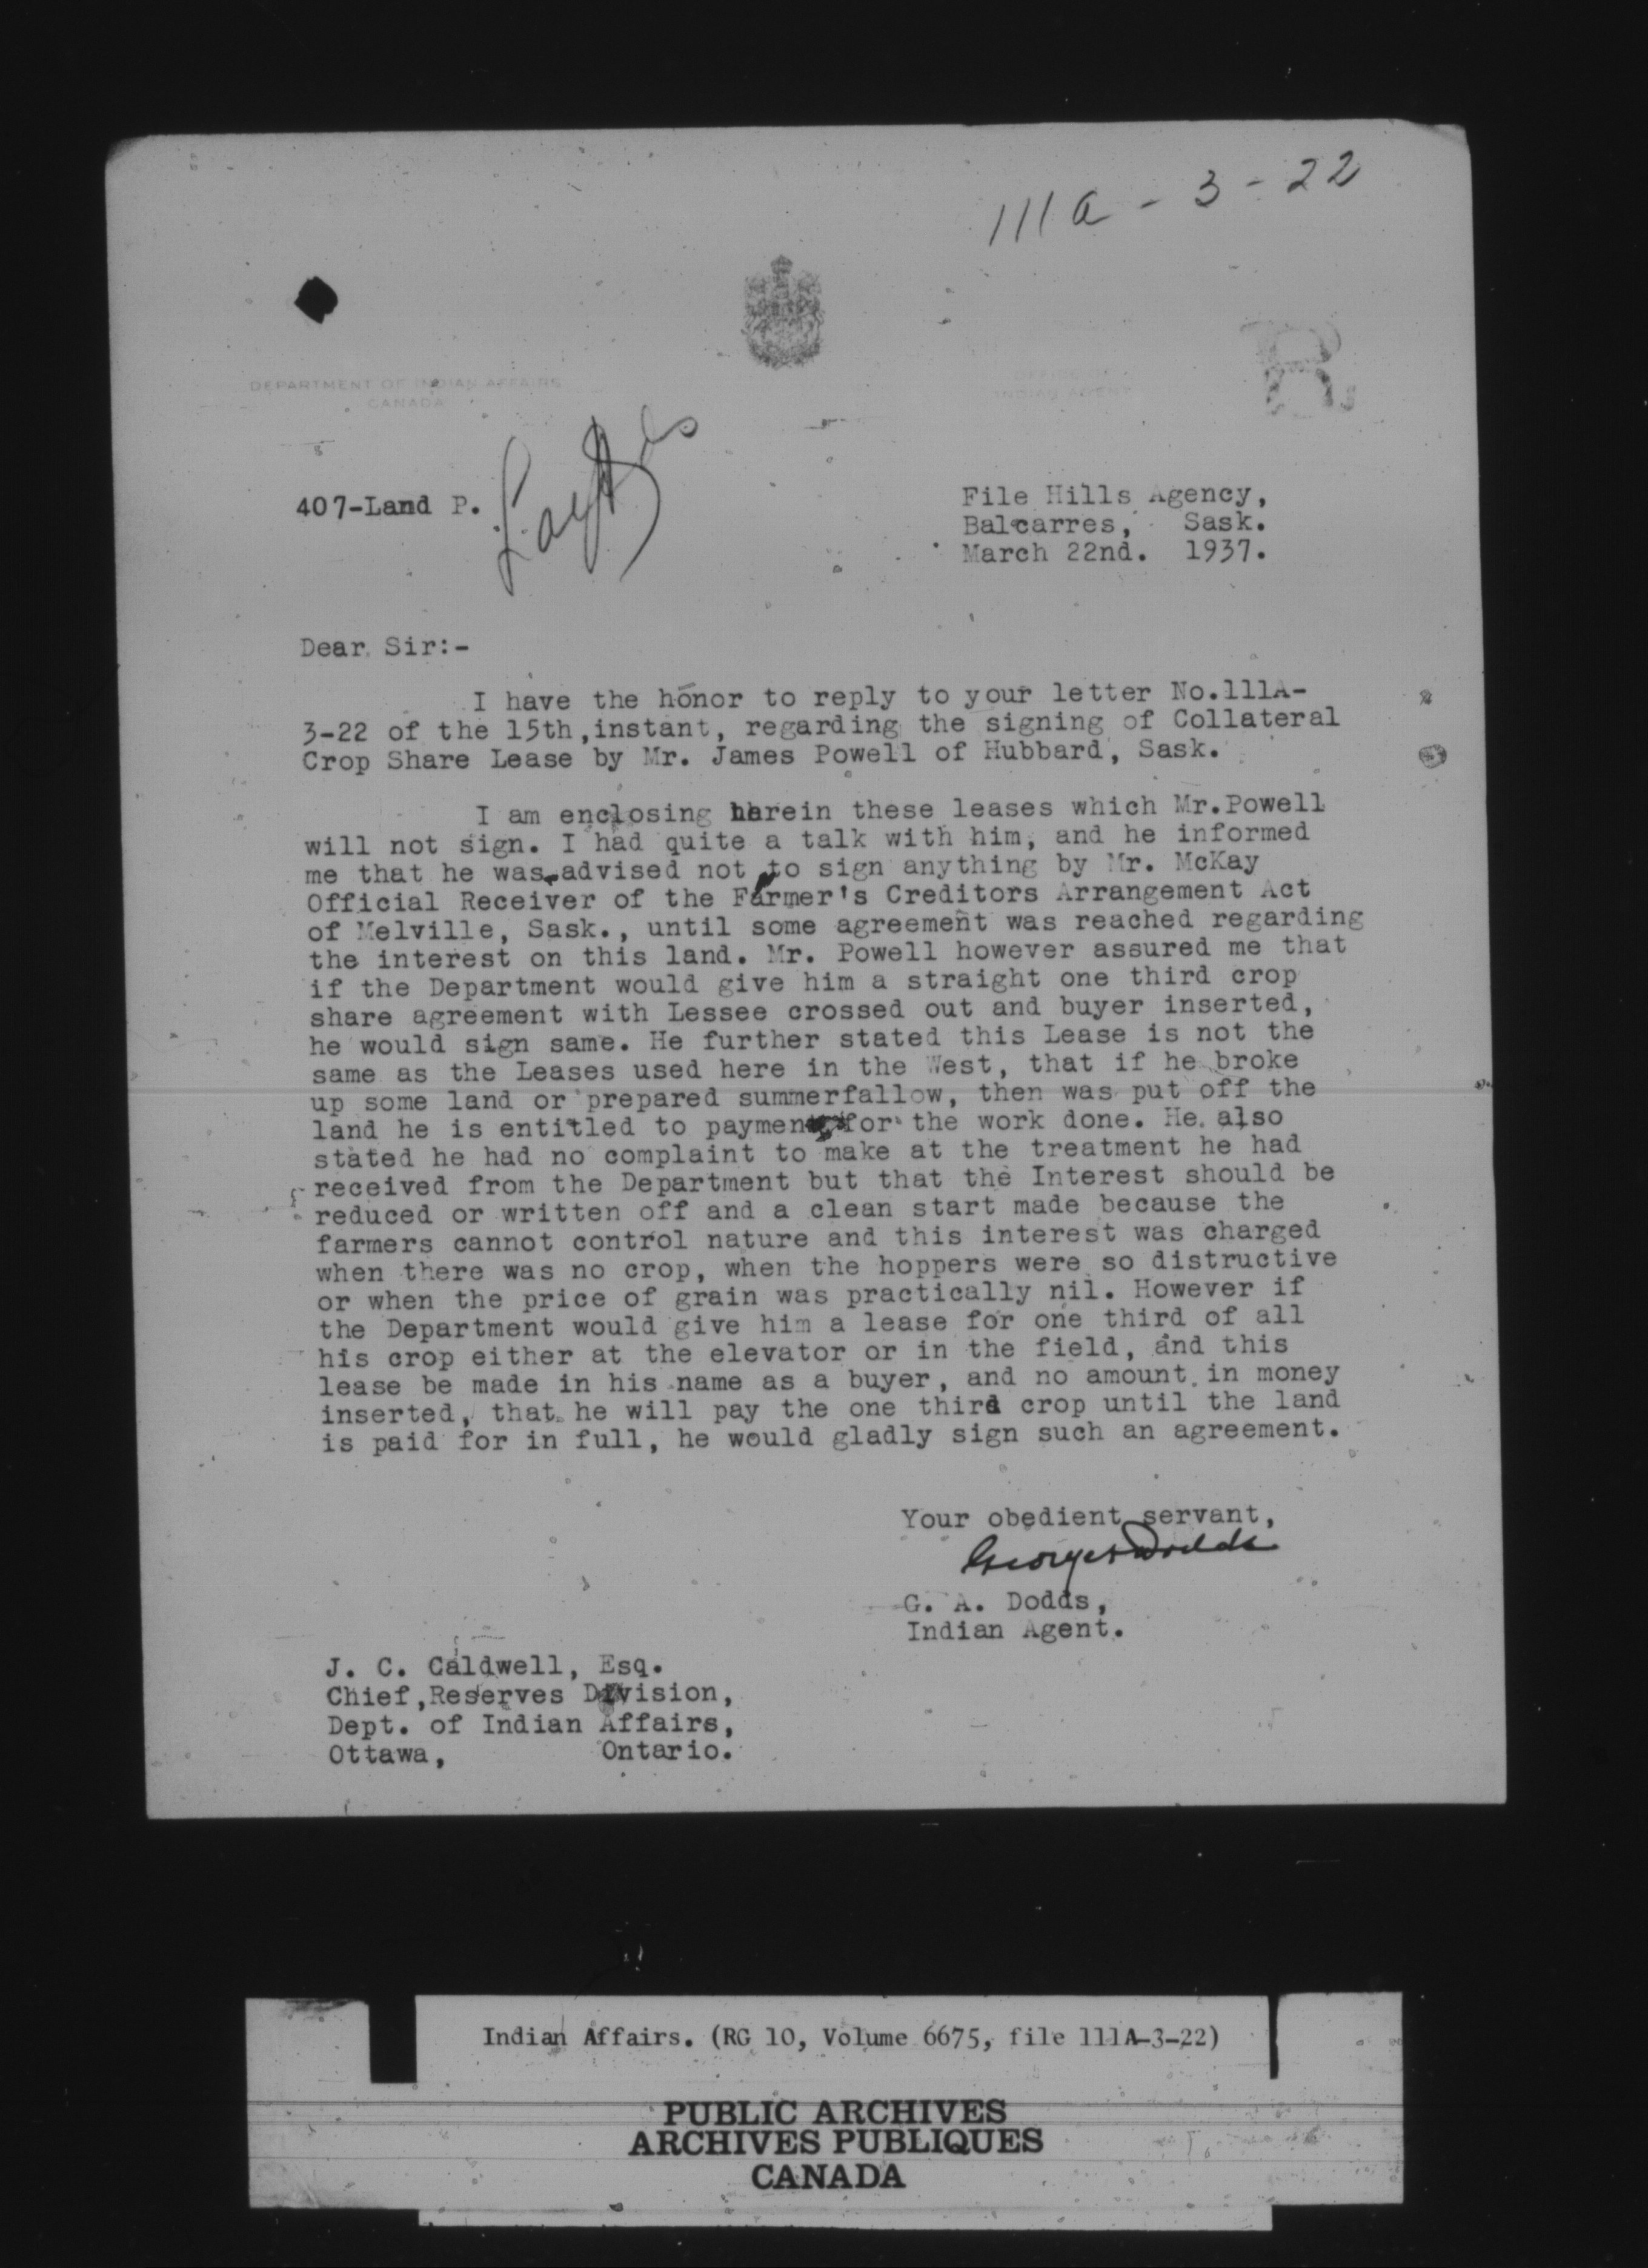 111A-3-22
DEPARTMENT OF INDIAN AFFAIRS
CANADA
OFFICE OF
INDIAN AGENT
R
407-Land P.
File Hills Agency,
Balcarres, Sask.
March 22nd. 1937.
Dear Sir:-
I have the honor to reply to your letter No.111A-
3-22 of the 15th,instant, regarding the signing of Collateral
Crop Share Lease by Mr. James Powell of Hubbard, Sask.
I am enclosing herein these leases which Mr.Powell
will not sign. I had quite a talk with him, and he informed
me that he was advised not to sign anything by Mr. McKay
Official Receiver of the Farmer's Creditors Arrangement Act
of Melville, Sask., until some agreement was reached regarding
the interest on this land. Mr. Powell however assured me that
if the Department would give him a straight one third crop
share agreement with Lessee crossed out and buyer inserted,
he would sign same. He further stated this Lease is not the
same as the Leases used here in the West, that if he broke
up some land or prepared summerfallow, then was put off the
land he is entitled to payment for the work done. He also
stated he had no complaint to make at the treatment he had
received from the Department but that the Interest should be
reduced or written off and a clean start made because the
farmers cannot control nature and this interest was charged
when there was no crop, when the hoppers were so distructive
or when the price of grain was practically nil. However if
the Department would give him a lease for one third of all
his crop either at the elevator or in the field, and this
lease be made in his name as a buyer, and no amount in money
inserted, that he will pay the one third crop until the land
is paid for in full, he would gladly sign such an agreement.
Your obedient servant,
George A Dodds
G. A. Dodds,
Indian Agent.
J. C. Caldwell, Esq.
Chief,Reserves Division,
Dept. of Indian Affairs,
Ottawa, Ontario.
Indian Affairs. (RG 10, Volume 6675, file 111A-3-22)
PUBLIC ARCHIVES
ARCHIVES PUBLIQUES
CANADA